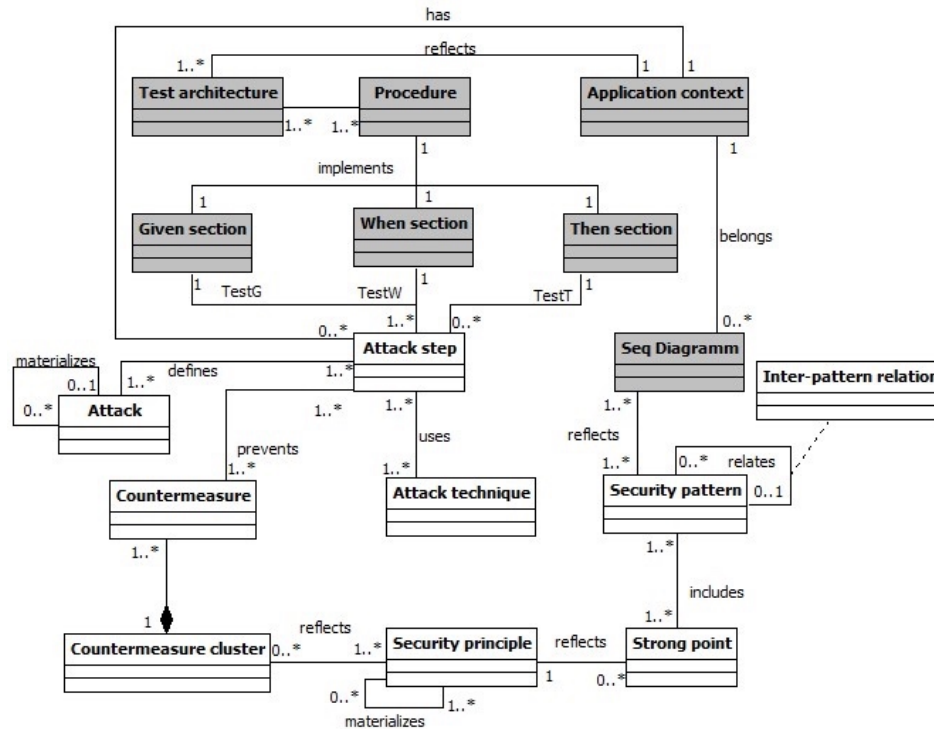 has
reflects
1..*
1
1
Test architecture
Procedure
Application context
1..*
1..*
1
1
implements
1
1
1
Given section
When section
Then section
belongs
1
TestG
TestW
1
TestT
1
0..*
1..*
0..*
0..*
Attack step
Seq Diagramm
materializes
0..1
1..*
defines
1..*
Inter-pattern relation
0..*
Attack
1..*
1..*
1..*
reflects
uses
prevents
0..*
relates
1..*
1..*
1..*
0..1
Countermeasure
Attack technique
Security pattern
1..*
1..*
includes
1
1..*
reflects
reflects
Countermeasure cluster
0..*
1..*
Security principle
1
0..*
Strong point
0..*
1..*
materializes